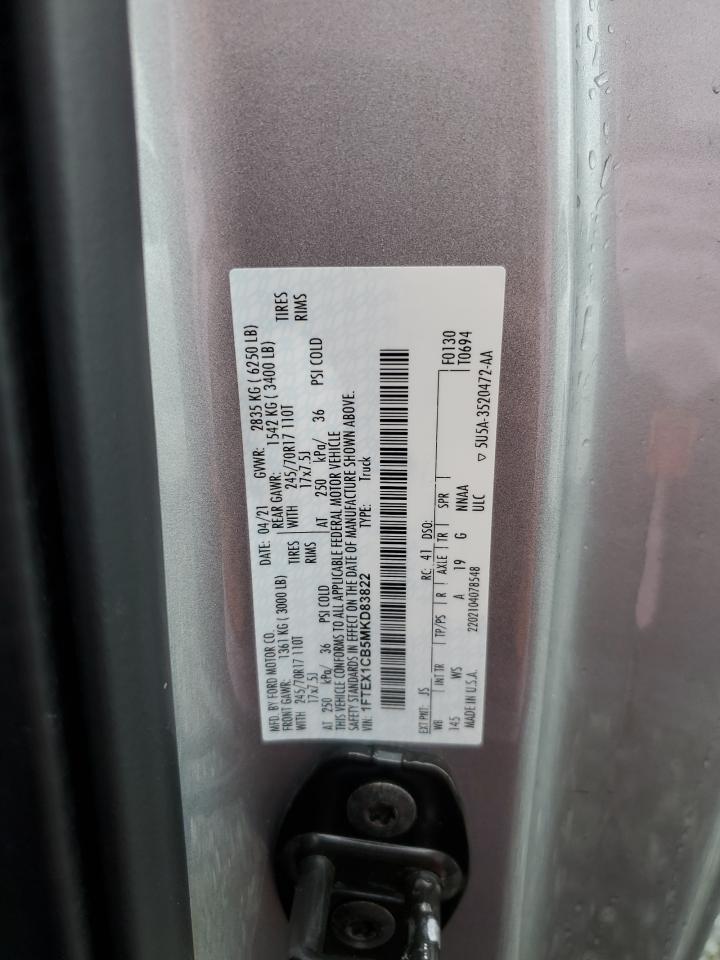 MFD. BY FORD MOTOR CO. DATE: 04/21 GVWR: 2835 KG ( 6250 LB)
FRONT GAWR: 1361 KG (3000 LB) REAR GAWR: 1542 KG ( 3400 LB)
WITH 245/70R17 110T TIRES WITH 245/70R17 110T TIRES
17x7.5J RIMS 17x7.5J RIMS
AT 250 kPa/ 36 PSI COLD AT 250 kPa/ 36 PSI COLD
THIS VEHICLE CONFORMS TO ALL APPLICABLE FEDERAL MOTOR VEHICLE
SAFETY STANDARDS IN EFFECT ON THE DATE OF MANUFACTURE SHOWN ABOVE.
VIN: 1FTEX1CB5MKD83822 TYPE: Truck
EXT PNT: JS RC: 41 DSO: F0130
WB INT TR TP/PS R AXLE TR SPR T0694
145 WS A 19 G NNAA
MADE IN U.S.A. 2202104078548 ULC 5U5A-3520472-AA